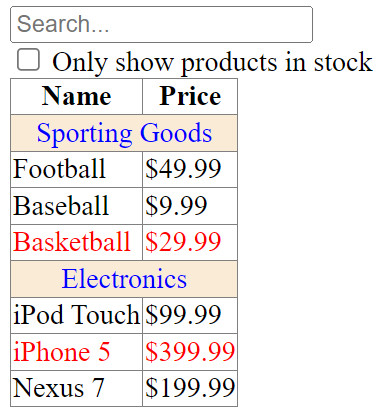 Search...
Only show products in stock
Name Price
Sporting Goods
Football $49.99
Baseball $9.99
Basketball $29.99
Electronics
iPod Touch $99.99
iPhone 5 $399.99
Nexus 7 $199.99